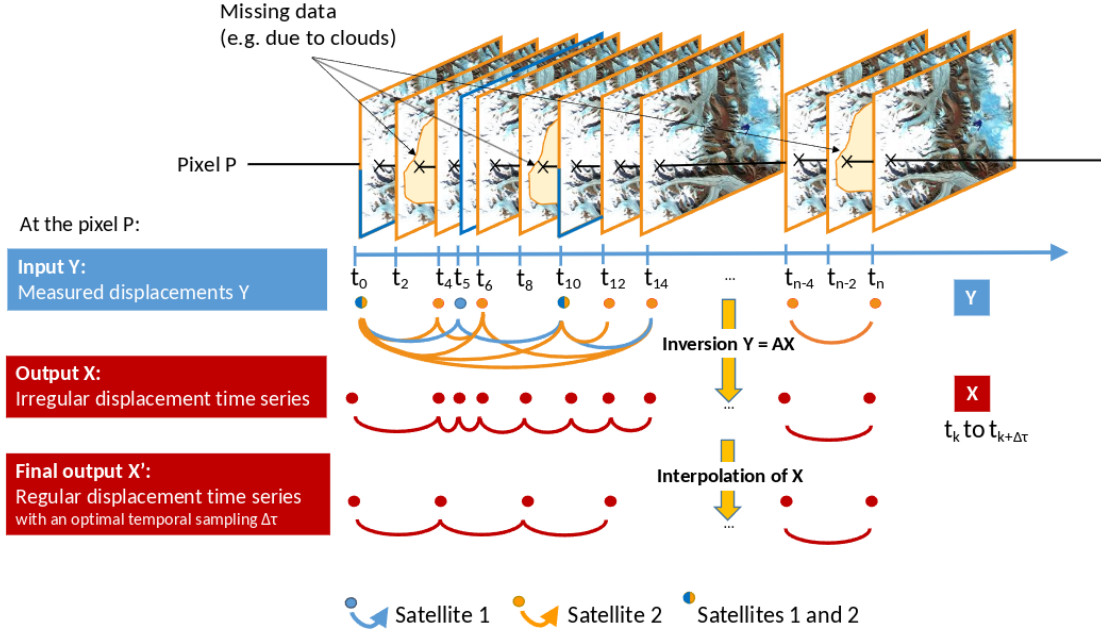 Missing data
(e.g. due to clouds)
Pixel P
At the pixel P:
Input Y:
Measured displacements Y
t0 t2 t4 t5 t6 t8 t10 t12 t14 ... tn-4 tn-2 tn
Y
Inversion Y = AX
Output X:
Irregular displacement time series
...
X
tk to tk+Δτ
Final output X’:
Regular displacement time series
with an optimal temporal sampling Δτ
Interpolation of X
...
Satellite 1 Satellite 2 Satellites 1 and 2